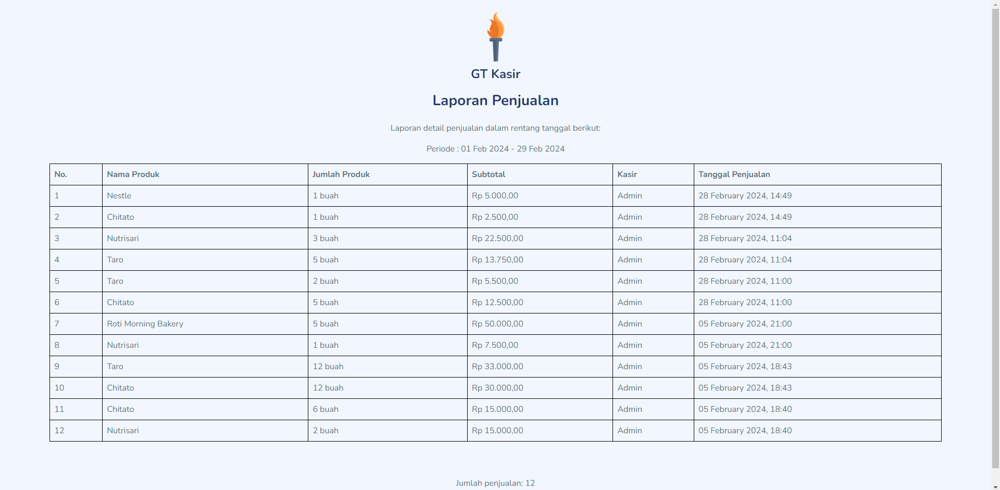 GT Kasir
Laporan Penjualan
Laporan detail penjualan dalam rentang tanggal berikut:
Periode : 01 Feb 2024 - 29 Feb 2024
No. Nama Produk Jumlah Produk Subtotal Kasir Tanggal Penjualan
1 Nestle 1 buah Rp 5.000,00 Admin 28 February 2024, 14:49
2 Chitato 1 buah Rp 2.500,00 Admin 28 February 2024, 14:49
3 Nutrisari 3 buah Rp 22.500,00 Admin 28 February 2024, 11:04
4 Taro 5 buah Rp 13.750,00 Admin 28 February 2024, 11:04
5 Taro 2 buah Rp 5.500,00 Admin 28 February 2024, 11:00
6 Chitato 5 buah Rp 12.500,00 Admin 28 February 2024, 11:00
7 Roti Morning Bakery 5 buah Rp 50.000,00 Admin 05 February 2024, 21:00
8 Nutrisari 1 buah Rp 7.500,00 Admin 05 February 2024, 21:00
9 Taro 12 buah Rp 33.000,00 Admin 05 February 2024, 18:43
10 Chitato 12 buah Rp 30.000,00 Admin 05 February 2024, 18:43
11 Chitato 6 buah Rp 15.000,00 Admin 05 February 2024, 18:40
12 Nutrisari 2 buah Rp 15.000,00 Admin 05 February 2024, 18:40
Jumlah penjualan: 12